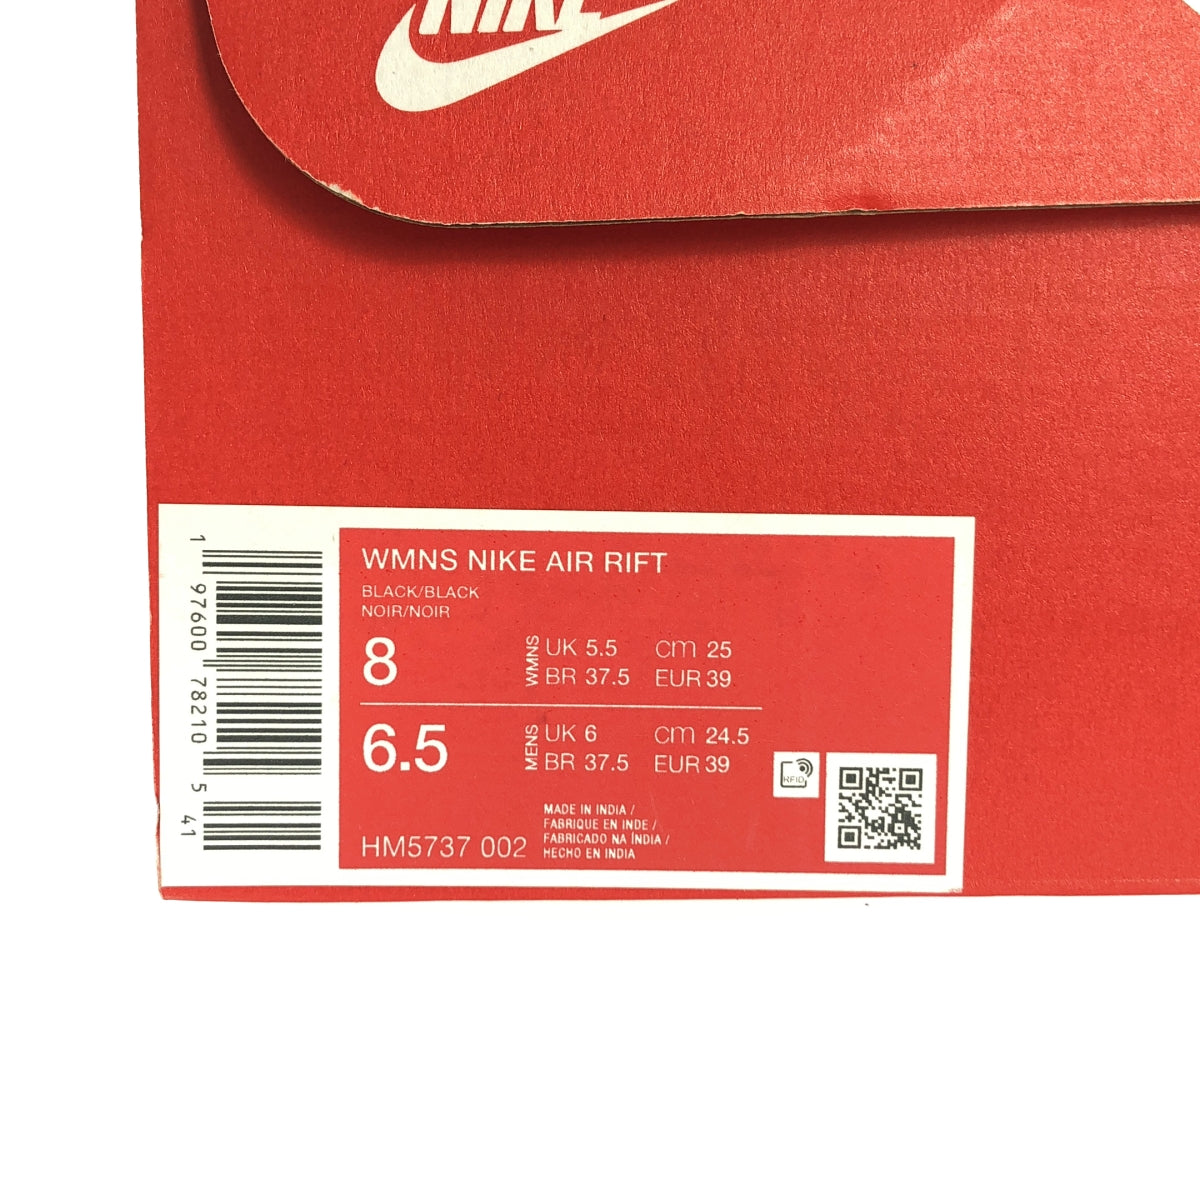 NIKE
WMNS NIKE AIR RIFT
BLACK/BLACK
NOIR/NOIR
8 WMNS UK 5.5 cm 25
BR 37.5 EUR 39
6.5 MENS UK 6 cm 24.5
BR 37.5 EUR 39
RFID
MADE IN INDIA /
FABRIQUE EN INDE /
FABRICADO NA ÍNDIA /
HECHO EN INDIA
HM5737 002
1 97600 78210 5 41